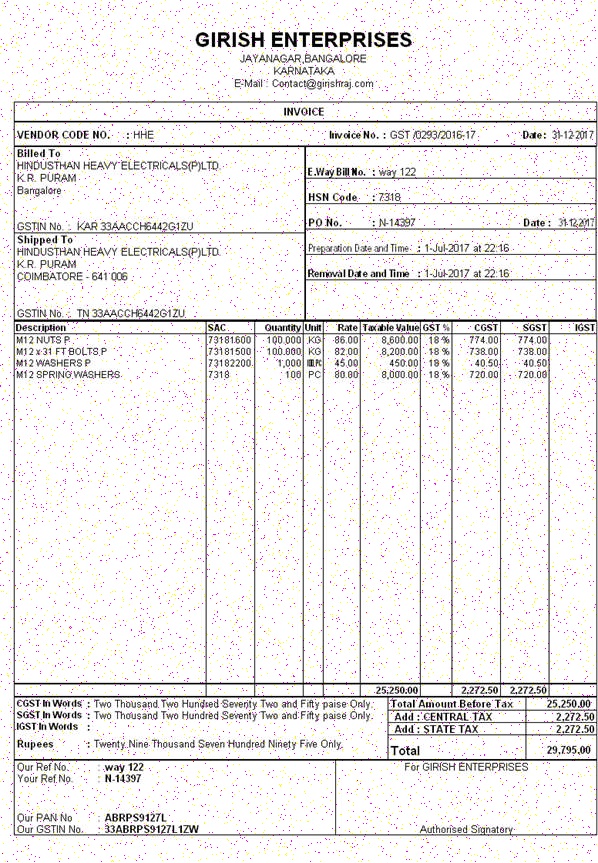 GIRISH ENTERPRISES
JAYANAGAR,BANGALORE
KARNATAKA
E-Mail : Contact@girishraj.com
INVOICE
VENDOR CODE NO. : HHE Invoice No. : GST /0293/2016-17 Date : 31-12-2017
Billed To
HINDUSTHAN HEAVY ELECTRICALS(P)LTD.
K.R. PURAM
Bangalore
GSTIN No. : KAR 33AACCH6442G1ZU
Shipped To
HINDUSTHAN HEAVY ELECTRICALS(P)LTD.
K.R. PURAM
COIMBATORE - 641 006
GSTIN No. : TN 33AACCH6442G1ZU
E.Way Bill No. : way 122
HSN Code : 7318
PO No. : N-14397 Date : 31-12-2017
Preparation Date and Time : 1-Jul-2017 at 22:16
Removal Date and Time : 1-Jul-2017 at 22:16
Description SAC Quantity Unit Rate Taxable Value GST % CGST SGST IGST
M12 NUTS P 73181600 100.000 KG 86.00 8,600.00 18 % 774.00 774.00
M12 x 31 FT BOLTS P 73181500 100.000 KG 82.00 8,200.00 18 % 738.00 738.00
M12 WASHERS P 73182200 1,000 45.00 450.00 18 % 40.50 40.50
M12 SPRING WASHERS 7318 100 PC 80.00 8,000.00 18 % 720.00 720.00
25,250.00 2,272.50 2,272.50
CGST In Words : Two Thousand Two Hundred Seventy Two and Fifty paise Only.
SGST In Words : Two Thousand Two Hundred Seventy Two and Fifty paise Only.
IGST In Words :
Rupees : Twenty Nine Thousand Seven Hundred Ninety Five Only.
Total Amount Before Tax 25,250.00
Add : CENTRAL TAX 2,272.50
Add : STATE TAX 2,272.50
Total 29,795.00
Our Ref No. : way 122
Your Ref No. : N-14397
Our PAN No : ABRPS9127L
Our GSTIN No. : 33ABRPS9127L1ZW
For GIRISH ENTERPRISES
Authorised Signatory